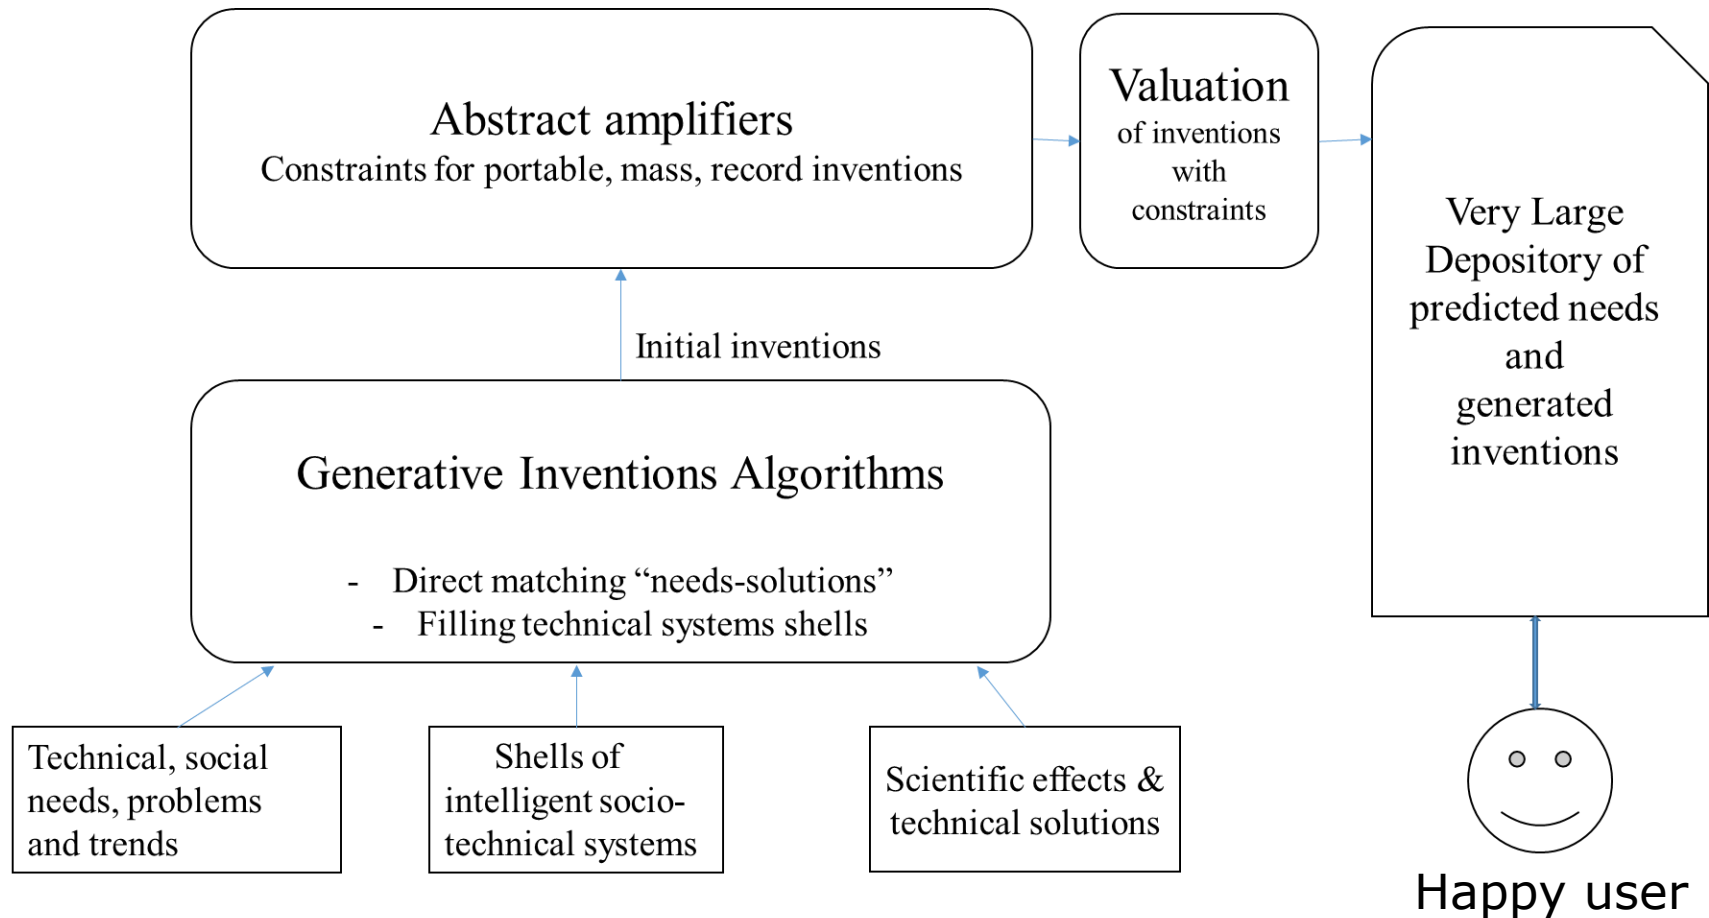 Abstract amplifiers
Constraints for portable, mass, record inventions
Valuation
of inventions
with
constraints
Very Large
Depository of
predicted needs
and
generated
inventions
Initial inventions
Generative Inventions Algorithms
- Direct matching “needs-solutions”
- Filling technical systems shells
Technical, social
needs, problems
and trends
Shells of
intelligent socio-
technical systems
Scientific effects &
technical solutions
Happy user